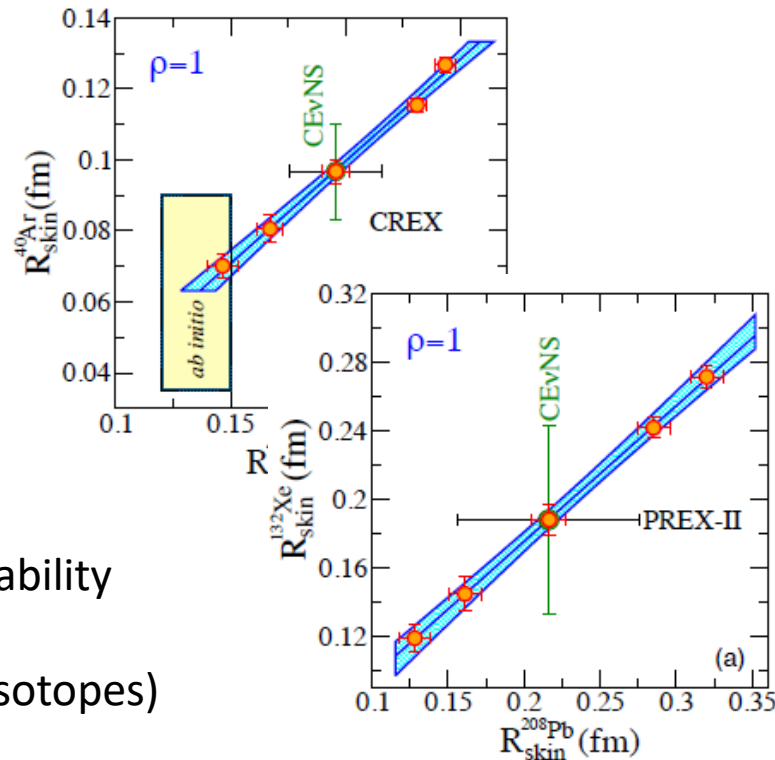 0.14
0.12
0.1
0.08
0.06
0.04
R^{40Ar}_{skin}(fm)
ρ=1
CEνNS
CREX
ab initio
0.1
0.15
R
0.32
0.28
0.24
0.2
0.16
0.12
R^{132Xe}_{skin}(fm)
ρ=1
CEνNS
PREX-II
(a)
0.1
0.15
0.2
0.25
0.3
0.35
R^{208Pb}_{skin}(fm)
ability
sotopes)